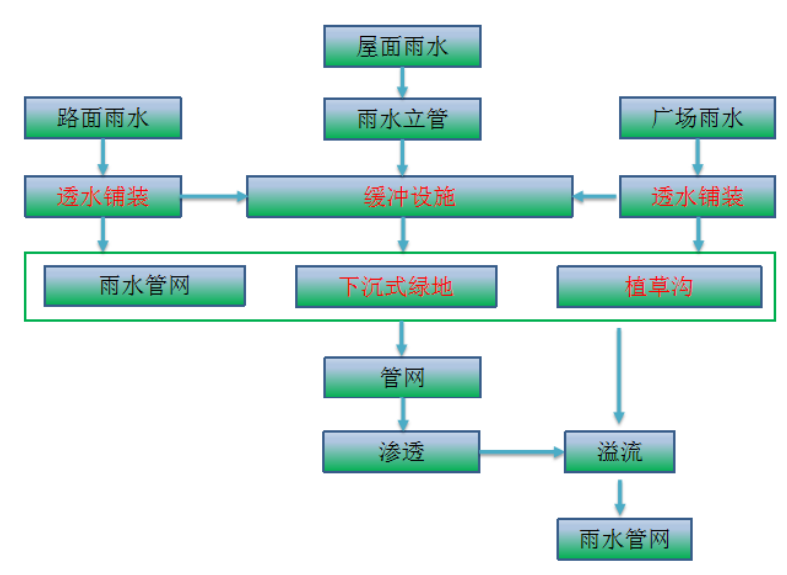 屋面雨水
路面雨水
雨水立管
广场雨水
透水铺装
缓冲设施
透水铺装
雨水管网
下沉式绿地
植草沟
管网
渗透
溢流
雨水管网